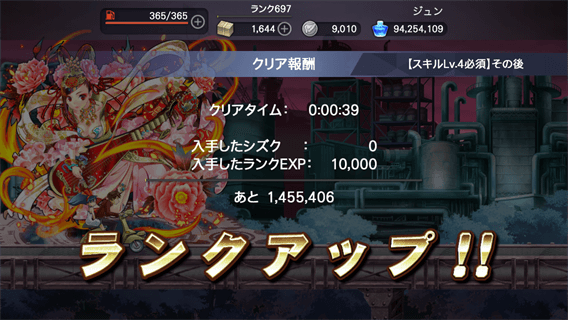 ランク697
365/365
1,644
9,010
ジュン
94,254,109
クリア報酬
【スキルLv.4必須】その後
クリアタイム： 0:00:39
入手したシズク ： 0
入手したランクEXP： 10,000
あと 1,455,406
ランクアップ!!